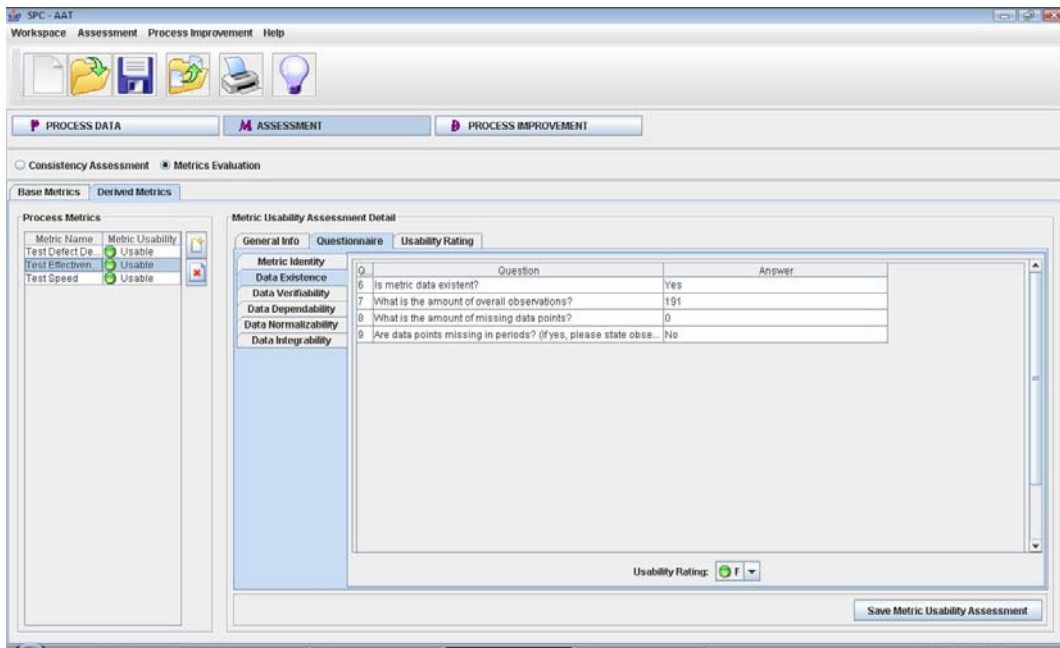 SPC - AAT
Workspace Assessment Process Improvement Help
P PROCESS DATA M ASSESSMENT PROCESS IMPROVEMENT
Consistency Assessment Metrics Evaluation
Base Metrics Derived Metrics
Process Metrics
Metric Name Metric Usability
Test Defect De... Usable
Test Effectiven... Usable
Test Speed Usable
Metric Usability Assessment Detail
General Info Questionnaire Usability Rating
Metric Identity
Data Existence
Data Verifiability
Data Dependability
Data Normalizability
Data Integrability
Q... Question Answer
6 Is metric data existent? Yes
7 What is the amount of overall observations? 191
8 What is the amount of missing data points? 0
9 Are data points missing in periods? (if yes, please state obse... No
Usability Rating: F
Save Metric Usability Assessment